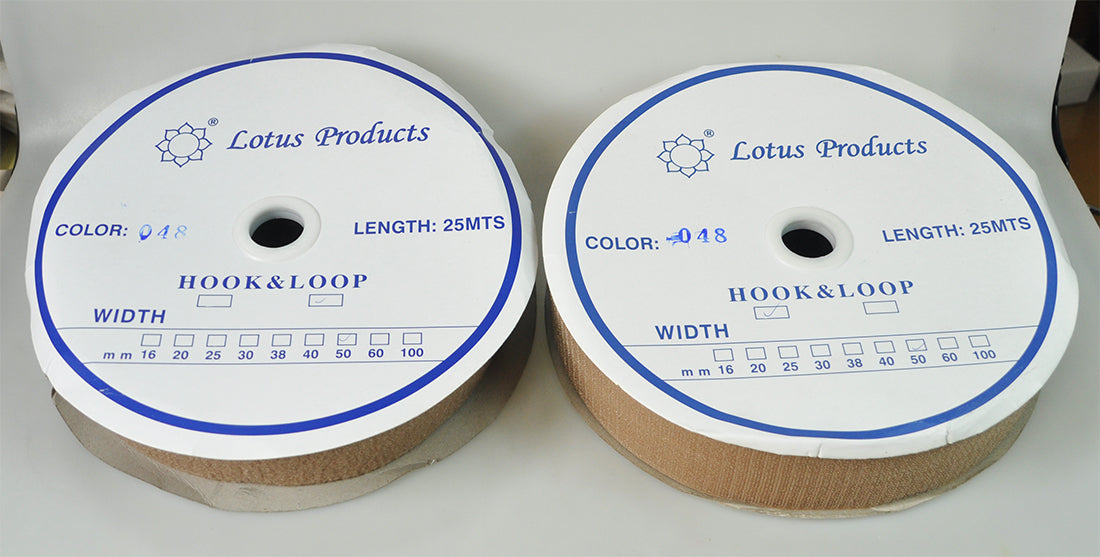 ® Lotus Products
COLOR: 048 LENGTH: 25MTS
HOOK&LOOP
WIDTH
mm 16 20 25 30 38 40 50 60 100
® Lotus Products
COLOR: 048 LENGTH: 25MTS
HOOK&LOOP
WIDTH
mm 16 20 25 30 38 40 50 60 100